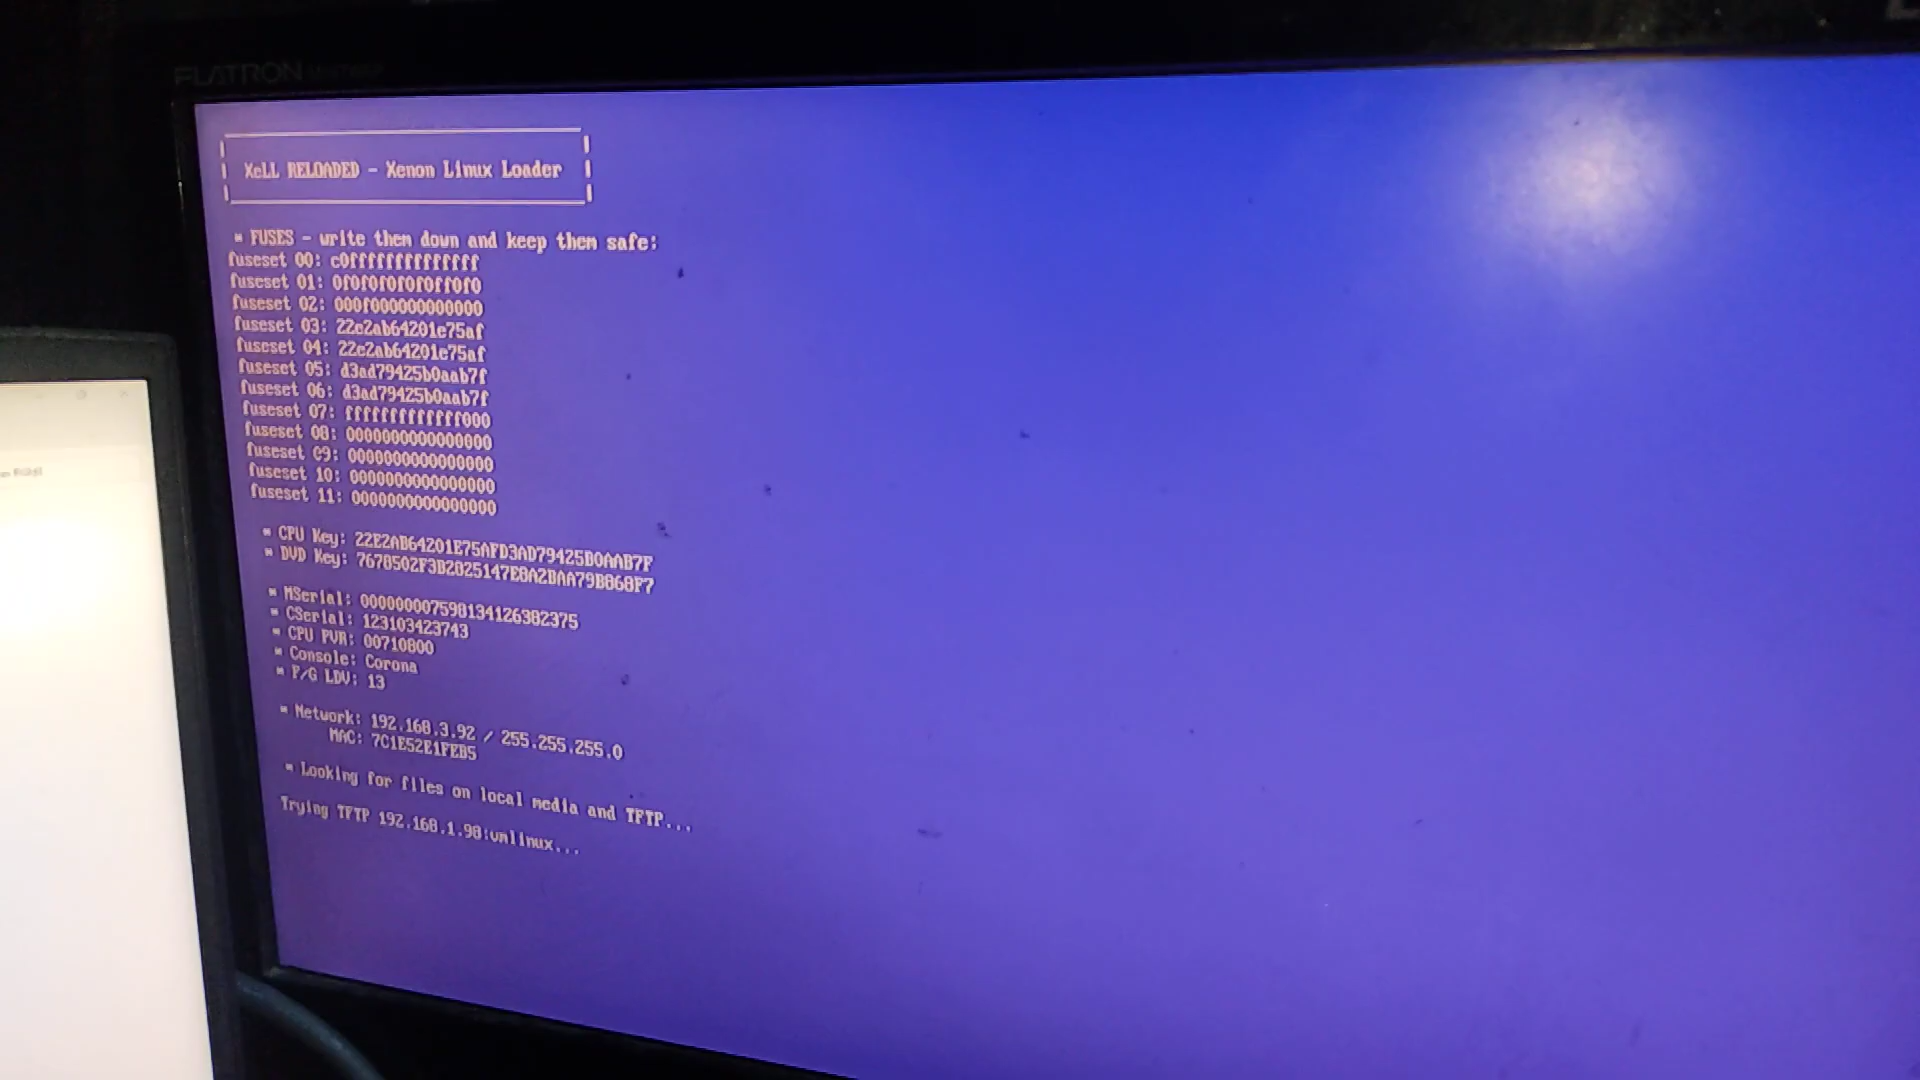 FLATRON
XeLL RELOADED - Xenon Linux Loader
* FUSES - write them down and keep them safe:
fuseset 00: c0ffffffffffffff
fuseset 01: 0f0f0f0f0f0ff0f0
fuseset 02: 000f000000000000
fuseset 03: 22e2ab64201e75af
fuseset 04: 22e2ab64201e75af
fuseset 05: d3ad79425b0aab7f
fuseset 06: d3ad79425b0aab7f
fuseset 07: fffffffffffff000
fuseset 08: 0000000000000000
fuseset 09: 0000000000000000
fuseset 10: 0000000000000000
fuseset 11: 0000000000000000
* CPU Key: 22E2AB64201E75AFD3AD79425B0AAB7F
* DVD Key: 7678502F3B2825147E8A2BAA79B868F7
* MSerial: 000000007598134126382375
* CSerial: 123103423743
* CPU PVR: 00710800
* Console: Corona
* P/G LDV: 13
* Network: 192.168.3.92 / 255.255.255.0
MAC: 7C1E52E1FEB5
* Looking for files on local media and TFTP...
Trying TFTP 192.168.1.98:vmlinux...